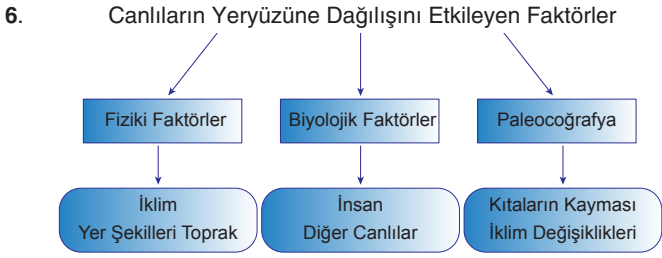 6. Canlıların Yeryüzüne Dağılışını Etkileyen Faktörler
Fiziki Faktörler
Biyolojik Faktörler
Paleocoğrafya
İklim
Yer Şekilleri Toprak
İnsan
Diğer Canlılar
Kıtaların Kayması
İklim Değişiklikleri